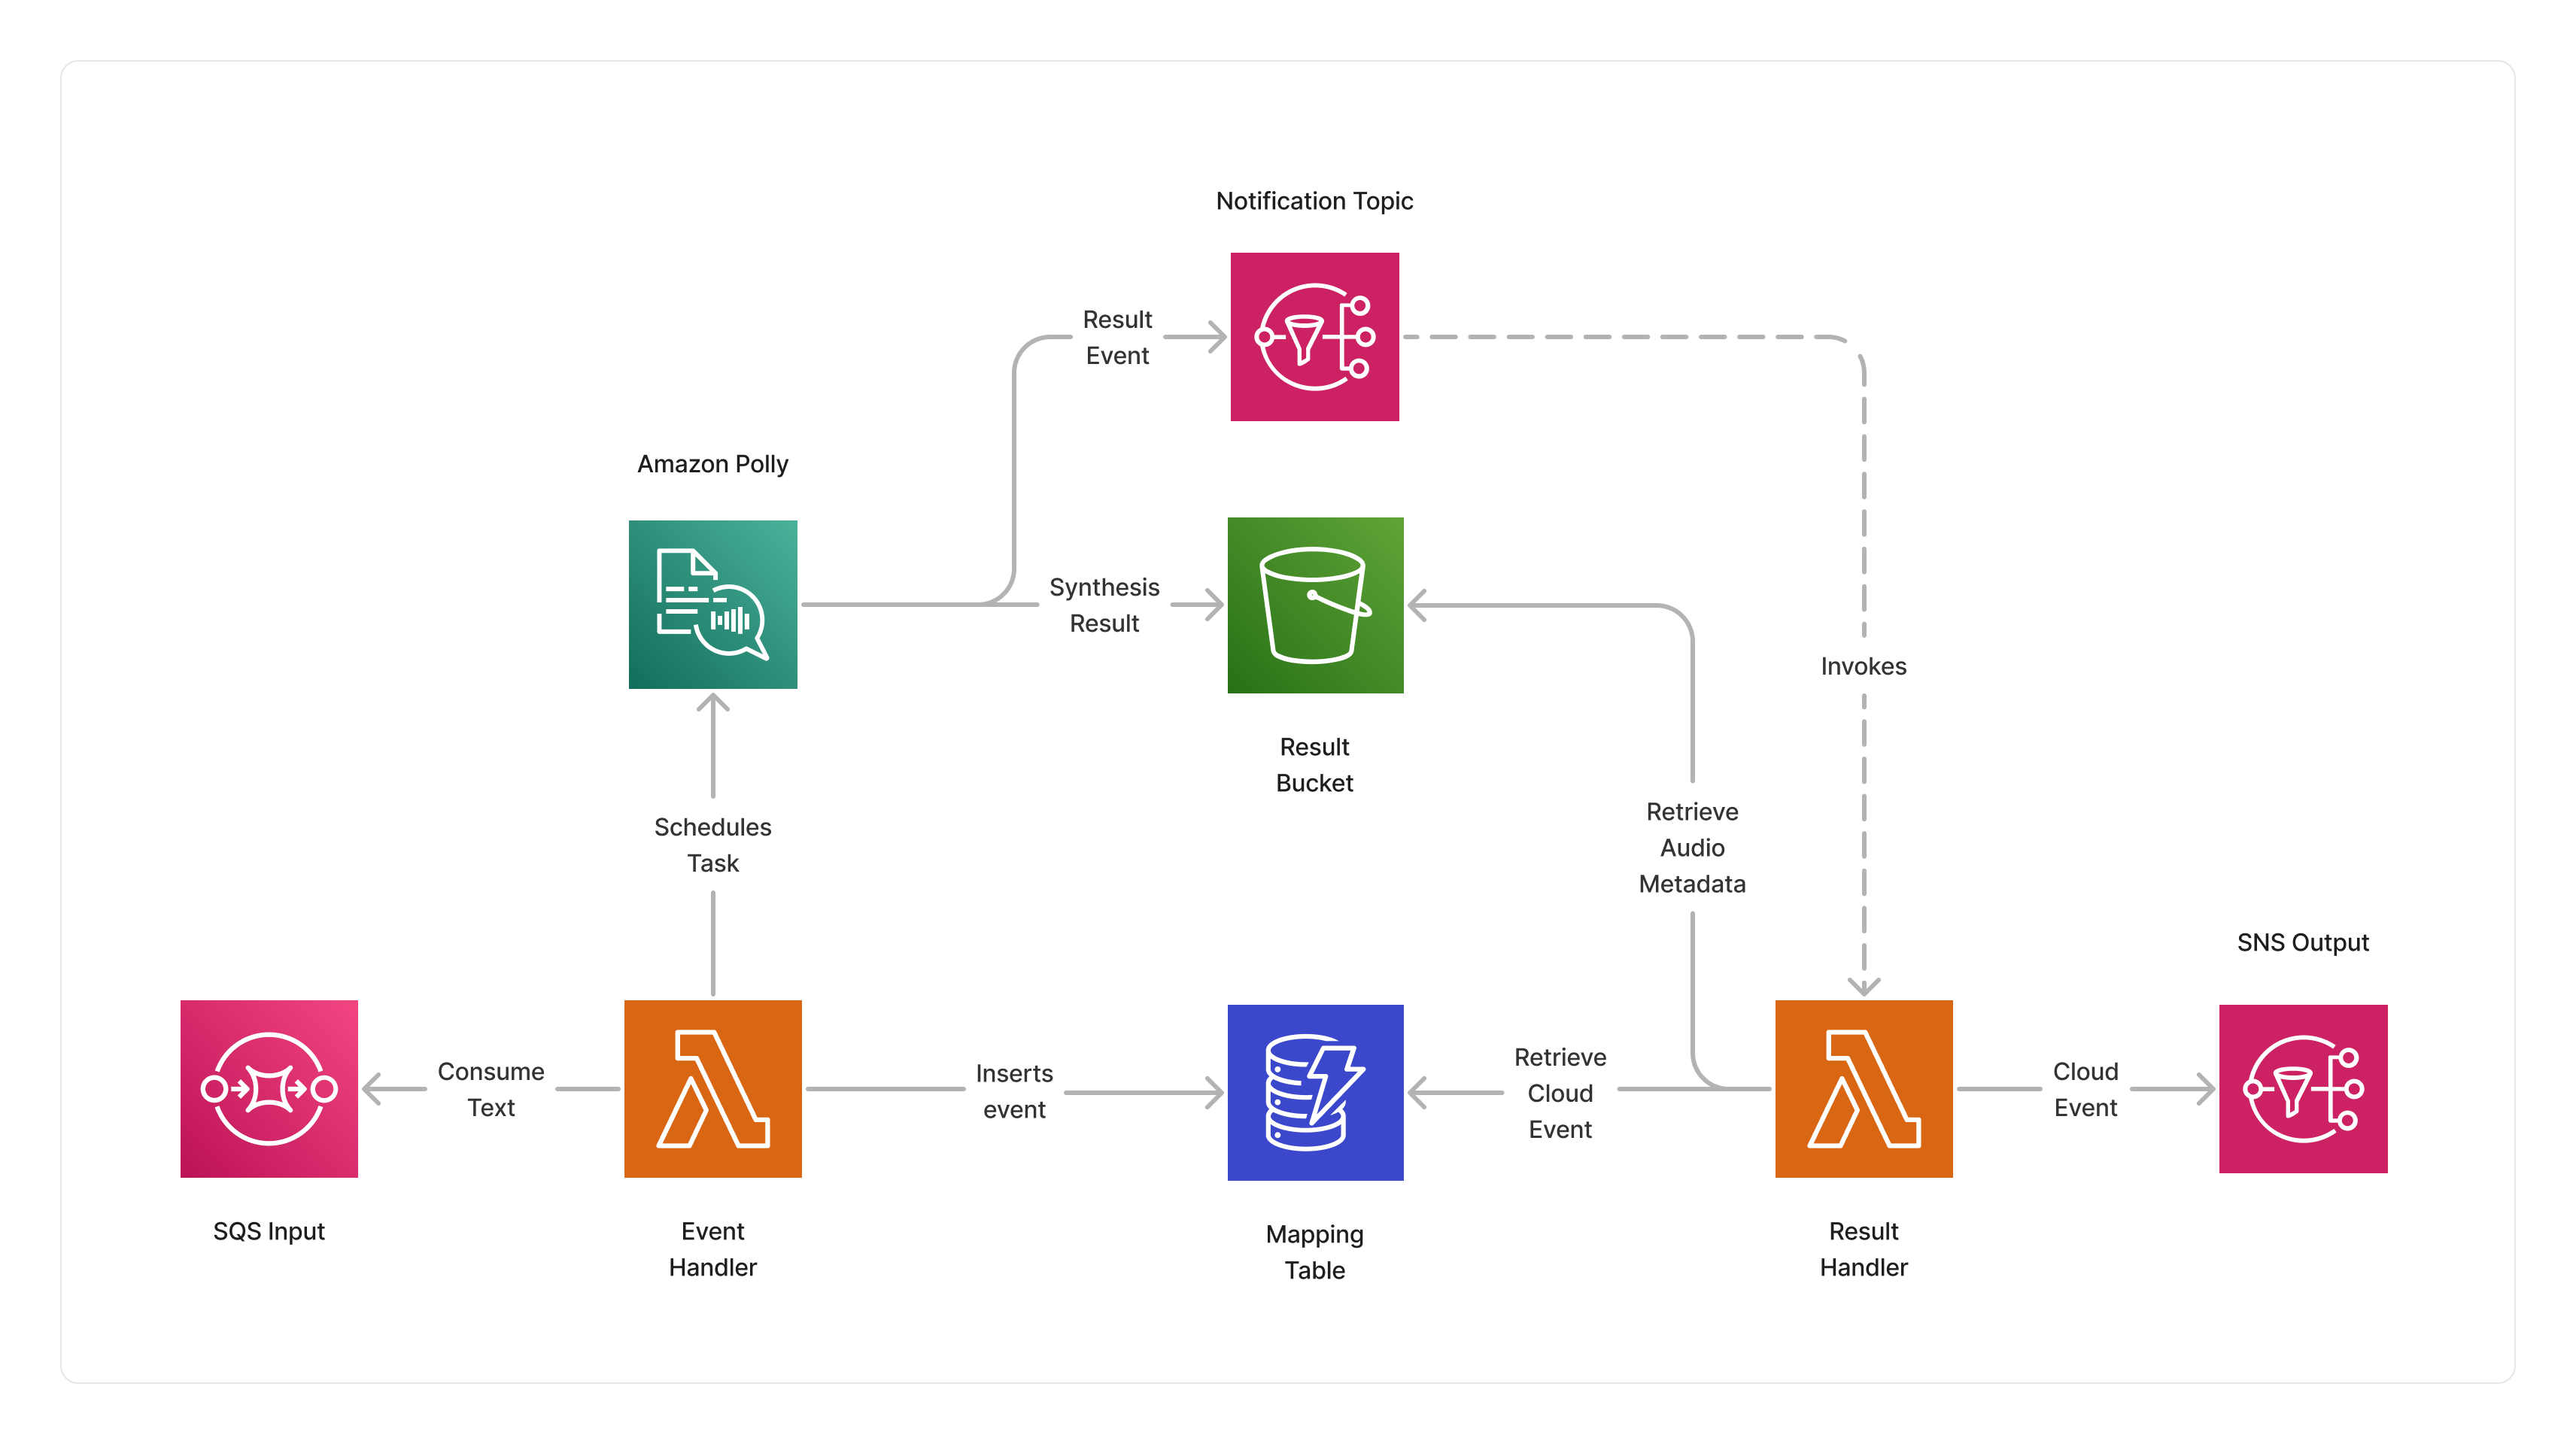 Notification Topic
Result
Event
Amazon Polly
Synthesis
Result
Result
Bucket
Invokes
Schedules
Task
Retrieve
Audio
Metadata
SNS Output
Consume
Text
Inserts
event
Retrieve
Cloud
Event
Cloud
Event
SQS Input
Event
Handler
Mapping
Table
Result
Handler